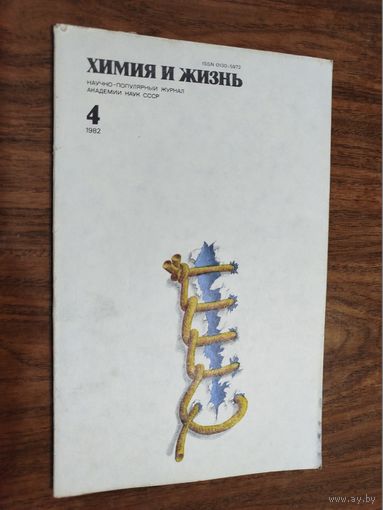 ISSN 0130-5972
ХИМИЯ И ЖИЗНЬ
НАУЧНО-ПОПУЛЯРНЫЙ ЖУРНАЛ
АКАДЕМИИ НАУК СССР
4
1982
www.ay.by